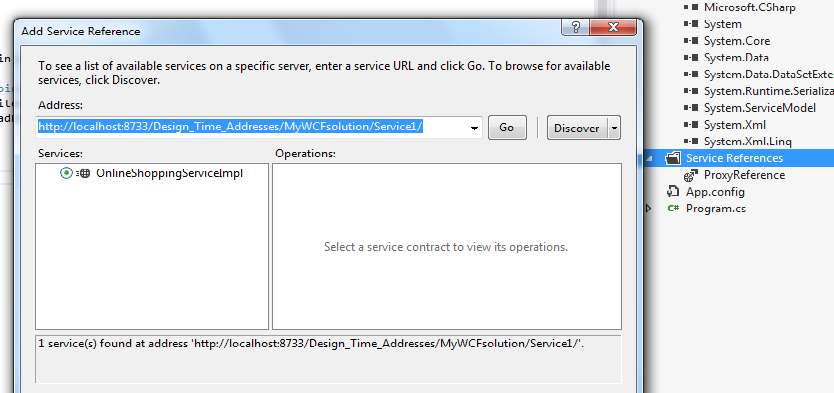 Add Service Reference
To see a list of available services on a specific server, enter a service URL and click Go. To browse for available
services, click Discover.
Address:
http://localhost:8733/Design_Time_Addresses/MyWCFsolution/Service1/
Go
Discover
Services:
Operations:
OnlineShoppingServiceImpl
Select a service contract to view its operations.
1 service(s) found at address 'http://localhost:8733/Design_Time_Addresses/MyWCFsolution/Service1/'.
Microsoft.CSharp
System
System.Core
System.Data
System.Data.DataSetExte
System.Runtime.Serializa
System.ServiceModel
System.Xml
System.Xml.Linq
Service References
ProxyReference
App.config
C# Program.cs